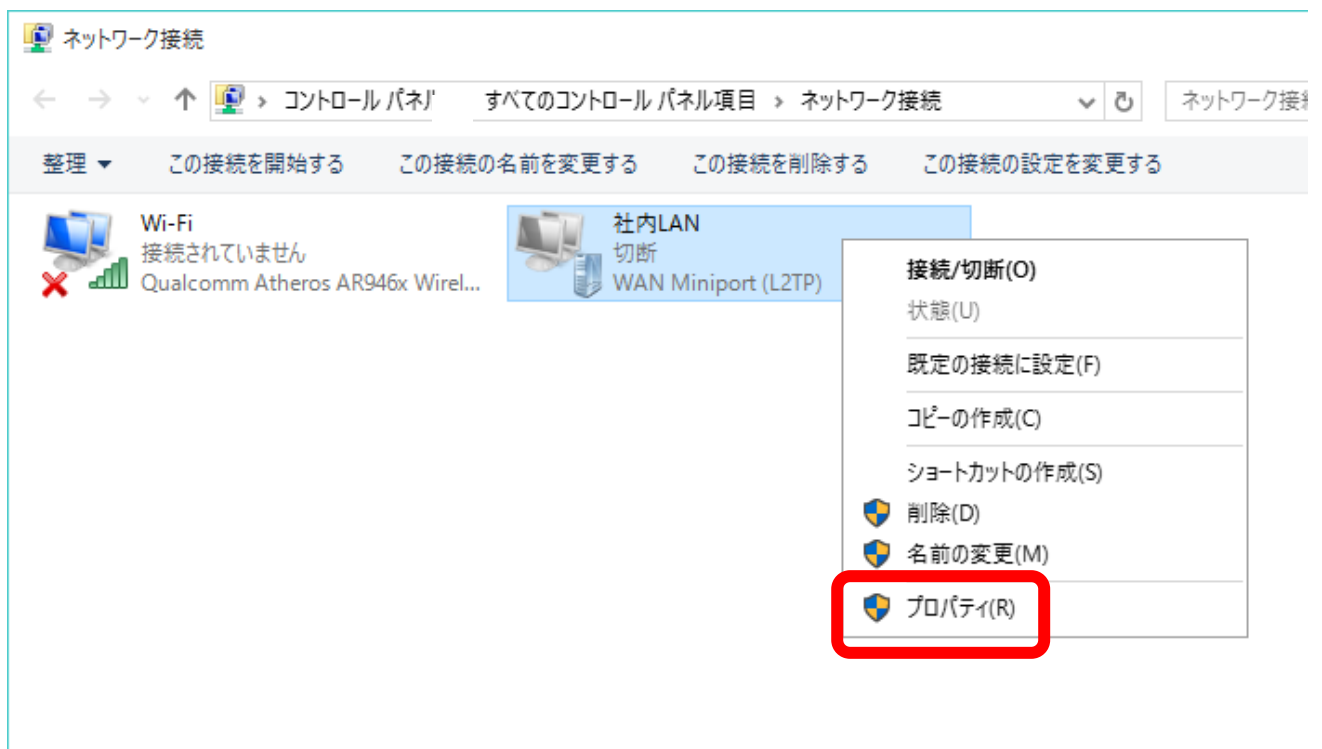 ネットワーク接続
コントロール パネル すべてのコントロール パネル項目 › ネットワーク接続
ネットワーク接
整理
この接続を開始する
この接続の名前を変更する
この接続を削除する
この接続の設定を変更する
Wi-Fi
接続されていません
Qualcomm Atheros AR946x Wirel...
社内LAN
切断
WAN Miniport (L2TP)
接続/切断(O)
状態(U)
既定の接続に設定(F)
コピーの作成(C)
ショートカットの作成(S)
削除(D)
名前の変更(M)
プロパティ(R)